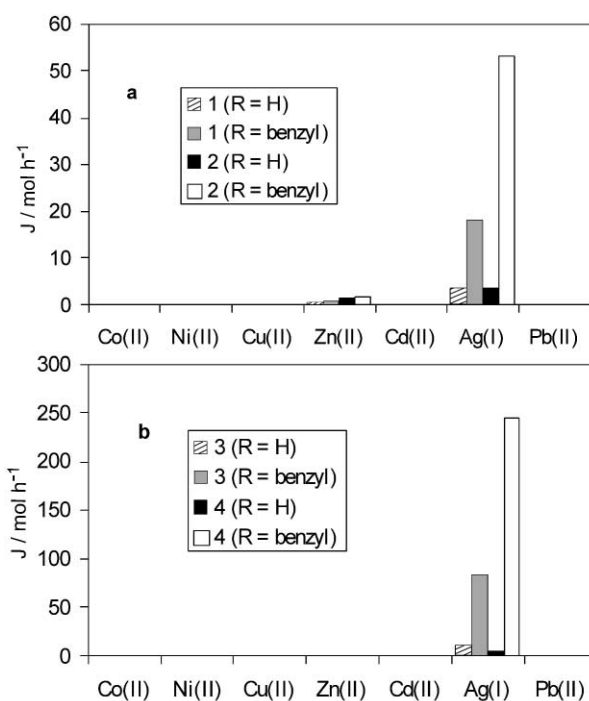 60
50
40
30
20
10
0
J / mol h⁻¹
a
1 (R = H)
1 (R = benzyl)
2 (R = H)
2 (R = benzyl)
Co(II) Ni(II) Cu(II) Zn(II) Cd(II) Ag(I) Pb(II)
300
250
200
150
100
50
0
J / mol h⁻¹
b
3 (R = H)
3 (R = benzyl)
4 (R = H)
4 (R = benzyl)
Co(II) Ni(II) Cu(II) Zn(II) Cd(II) Ag(I) Pb(II)